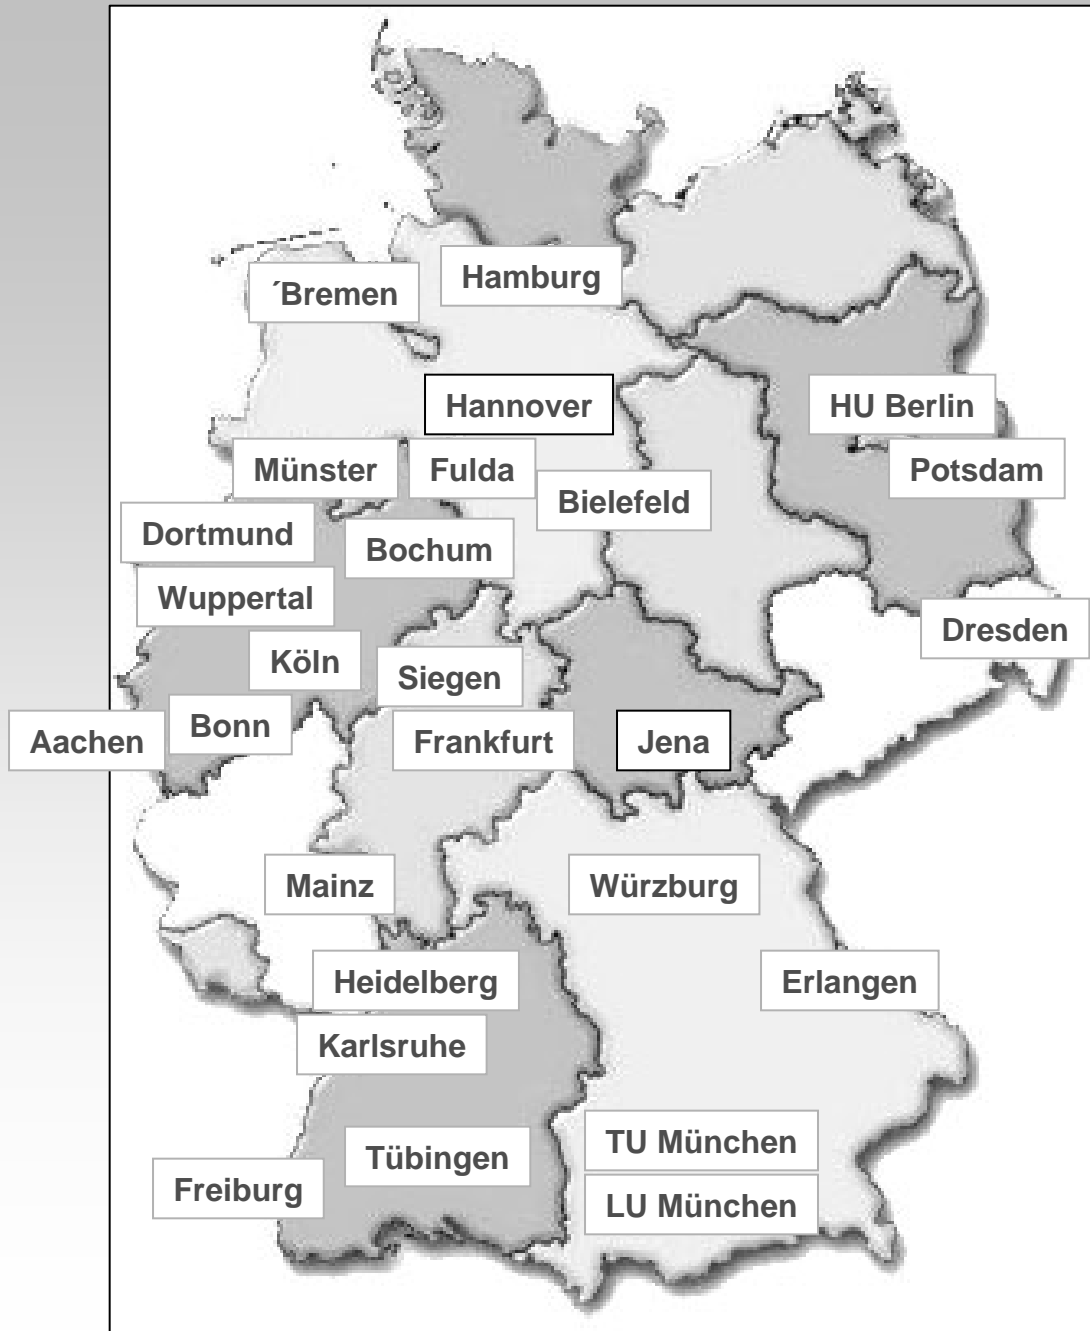 Hamburg
´Bremen
Hannover
HU Berlin
Münster
Fulda
Potsdam
Bielefeld
Dortmund
Bochum
Wuppertal
Dresden
Köln
Siegen
Bonn
Aachen
Frankfurt
Jena
Mainz
Würzburg
Heidelberg
Erlangen
Karlsruhe
TU München
Tübingen
Freiburg
LU München